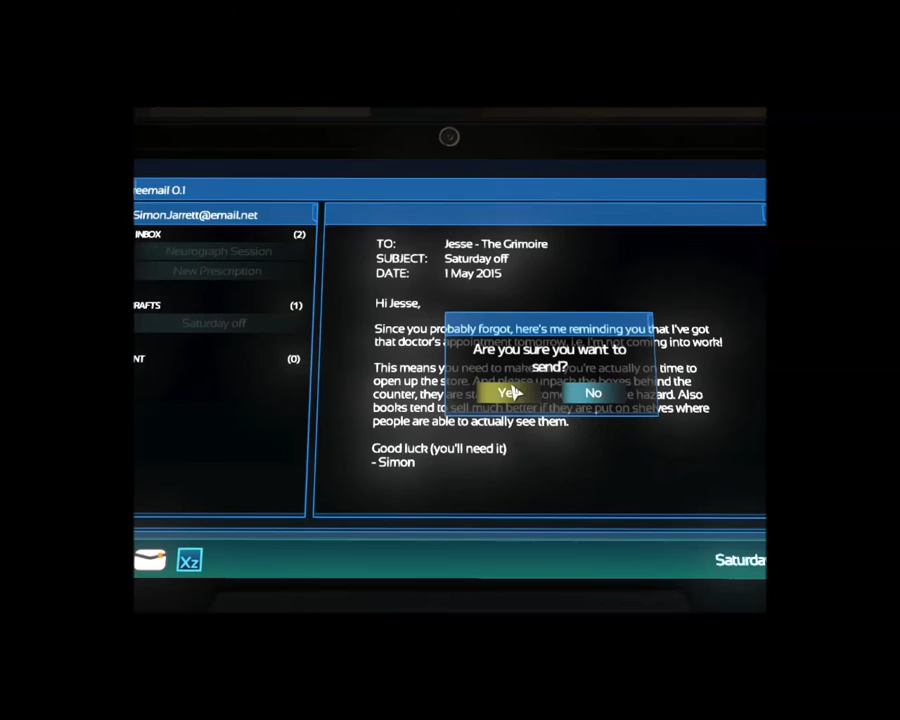 eemail 0.1
SimonJarrett@email.net
INBOX (2)
Neurograph Session
New Prescription
RAFTS (1)
Saturday off
NT (0)
TO: Jesse - The Grimoire
SUBJECT: Saturday off
DATE: 1 May 2015
Hi Jesse,
Since you probably forgot, here's me reminding you that I've got
that doctor's appointment tomorrow, i.e. I'm not coming into work!
This means you need to make you're actually on time to
open up the store. And please unpack the boxes behind the
counter, they are hazard. Also
books tend to sell much better if they are put on shelves where
people are able to actually see them.
Good luck (you'll need it)
- Simon
Are you sure you want to
send?
Yes
No
Xz
Saturda